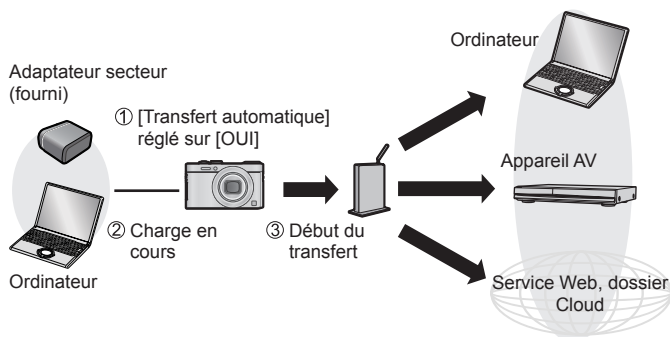 Adaptateur secteur
(fourni)
① [Transfert automatique]
réglé sur [OUI]
② Charge en
cours
Ordinateur
③ Début du
transfert
Ordinateur
Appareil AV
Service Web, dossier
Cloud